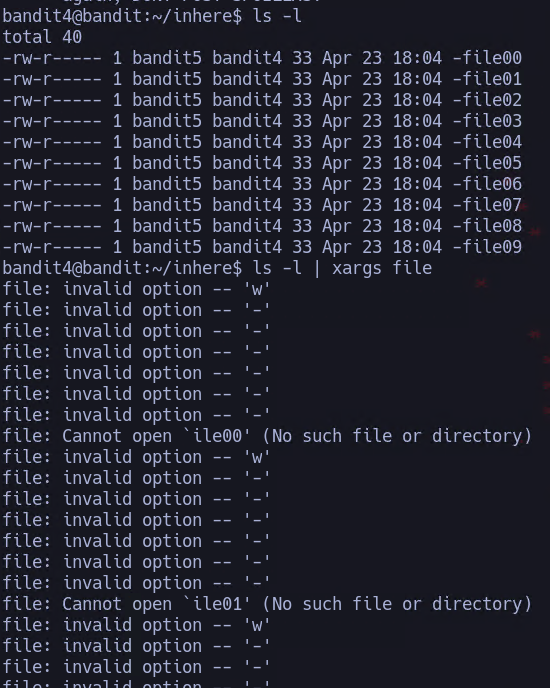 bandit4@bandit:~/inhere$ ls -l
total 40
-rw-r----- 1 bandit5 bandit4 33 Apr 23 18:04 -file00
-rw-r----- 1 bandit5 bandit4 33 Apr 23 18:04 -file01
-rw-r----- 1 bandit5 bandit4 33 Apr 23 18:04 -file02
-rw-r----- 1 bandit5 bandit4 33 Apr 23 18:04 -file03
-rw-r----- 1 bandit5 bandit4 33 Apr 23 18:04 -file04
-rw-r----- 1 bandit5 bandit4 33 Apr 23 18:04 -file05
-rw-r----- 1 bandit5 bandit4 33 Apr 23 18:04 -file06
-rw-r----- 1 bandit5 bandit4 33 Apr 23 18:04 -file07
-rw-r----- 1 bandit5 bandit4 33 Apr 23 18:04 -file08
-rw-r----- 1 bandit5 bandit4 33 Apr 23 18:04 -file09
bandit4@bandit:~/inhere$ ls -l | xargs file
file: invalid option -- 'w'
file: invalid option -- '-'
file: invalid option -- '-'
file: invalid option -- '-'
file: invalid option -- '-'
file: invalid option -- '-'
file: invalid option -- '-'
file: Cannot open `ile00' (No such file or directory)
file: invalid option -- 'w'
file: invalid option -- '-'
file: invalid option -- '-'
file: invalid option -- '-'
file: invalid option -- '-'
file: invalid option -- '-'
file: invalid option -- '-'
file: Cannot open `ile01' (No such file or directory)
file: invalid option -- 'w'
file: invalid option -- '-'
file: invalid option -- '-'
file: invalid option -- '-'